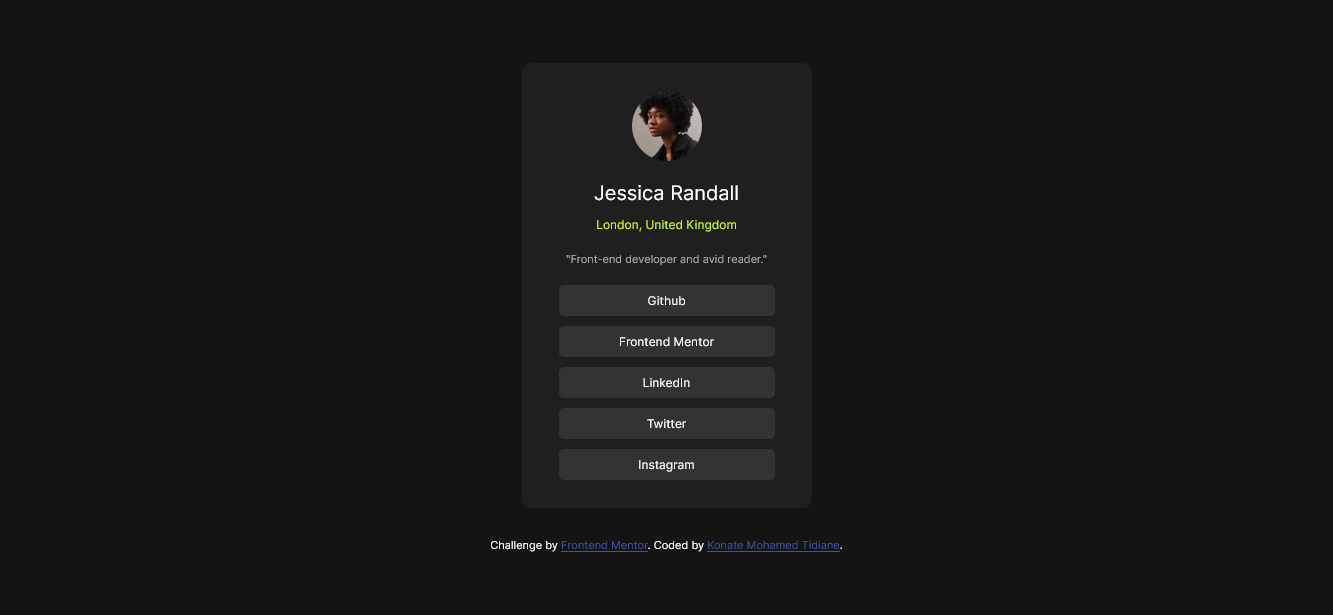 Jessica Randall
London, United Kingdom
"Front-end developer and avid reader."
Github
Frontend Mentor
LinkedIn
Twitter
Instagram
Challenge by Frontend Mentor. Coded by Konate Mohamed Tidiane.